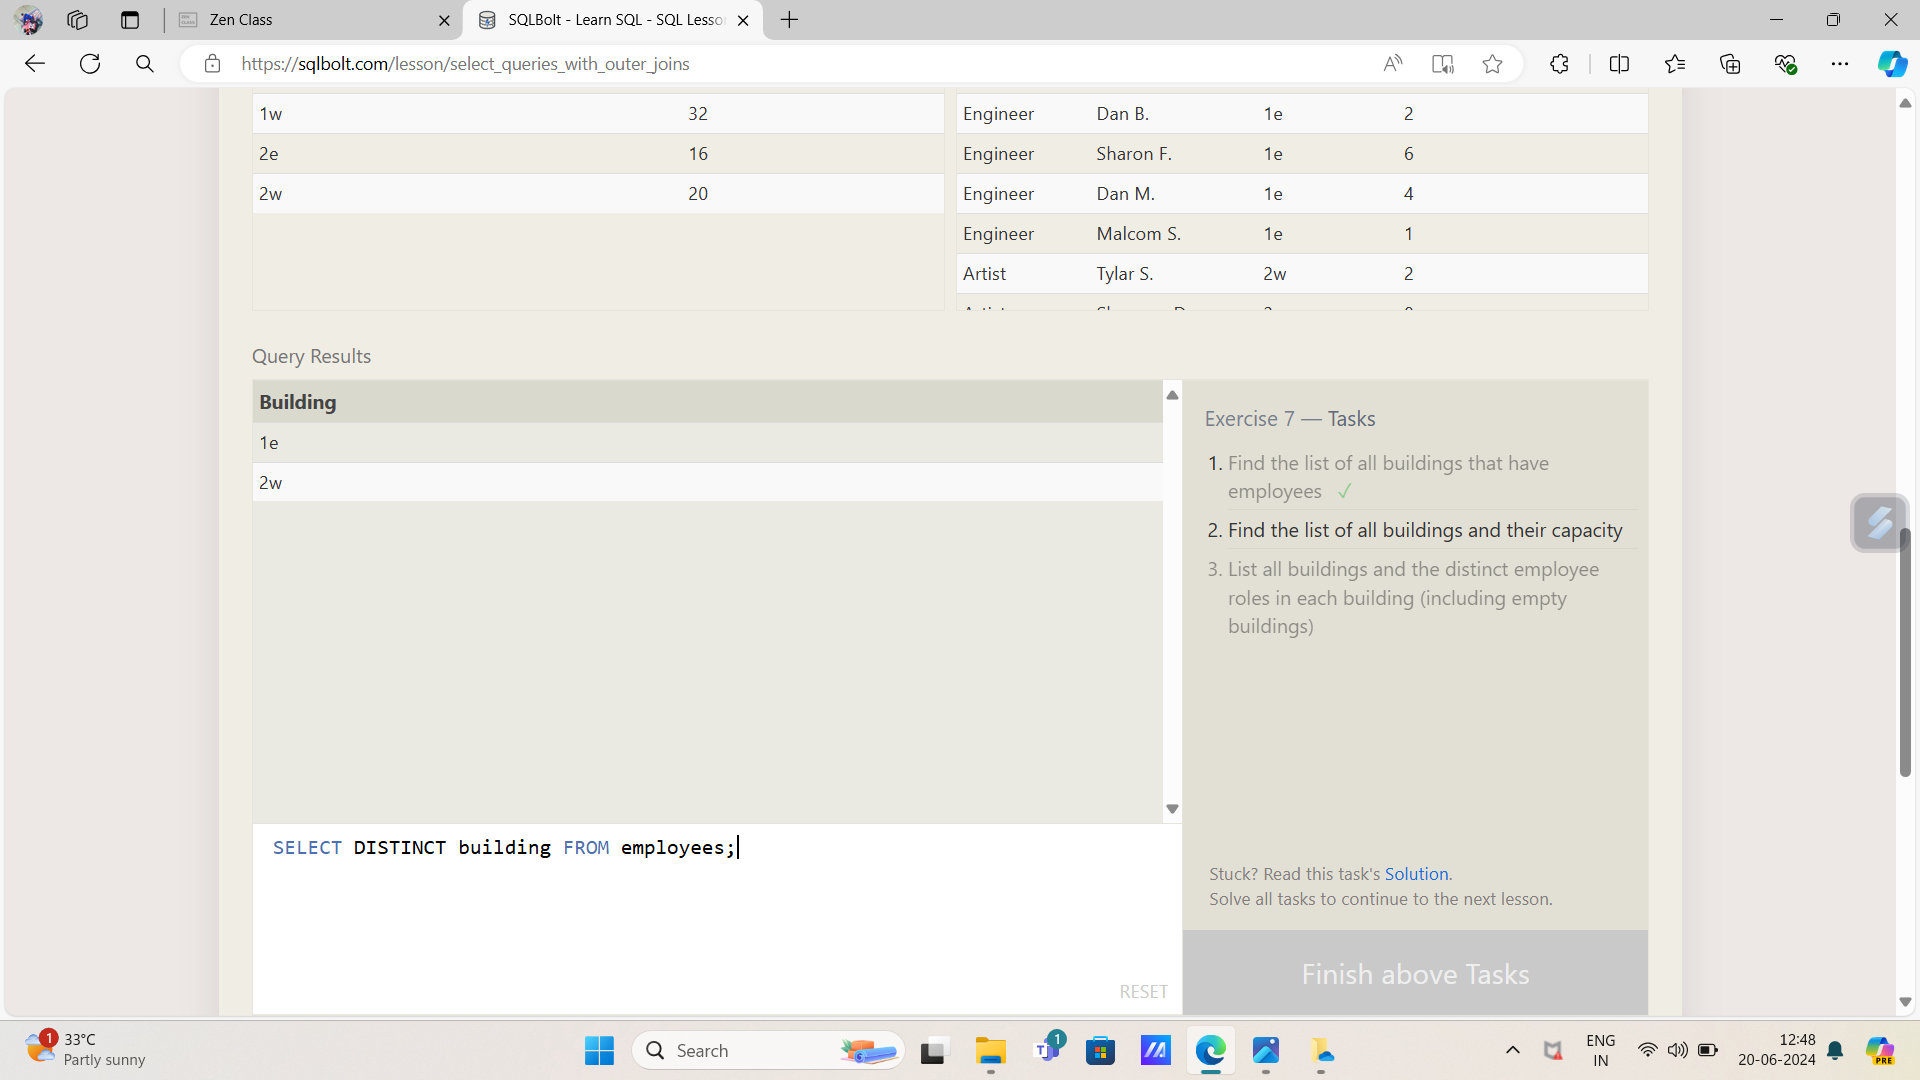 Zen Class
SQLBolt - Learn SQL - SQL Lesso
https://sqlbolt.com/lesson/select_queries_with_outer_joins
1w 32
2e 16
2w 20
Engineer Dan B. 1e 2
Engineer Sharon F. 1e 6
Engineer Dan M. 1e 4
Engineer Malcom S. 1e 1
Artist Tylar S. 2w 2
Query Results
Building
1e
2w
Exercise 7 — Tasks
1. Find the list of all buildings that have
employees ✓
2. Find the list of all buildings and their capacity
3. List all buildings and the distinct employee
roles in each building (including empty
buildings)
SELECT DISTINCT building FROM employees;
Stuck? Read this task's Solution.
Solve all tasks to continue to the next lesson.
RESET
Finish above Tasks
1
33°C
Partly sunny
Search
1
ENG
IN
12:48
20-06-2024
PRE